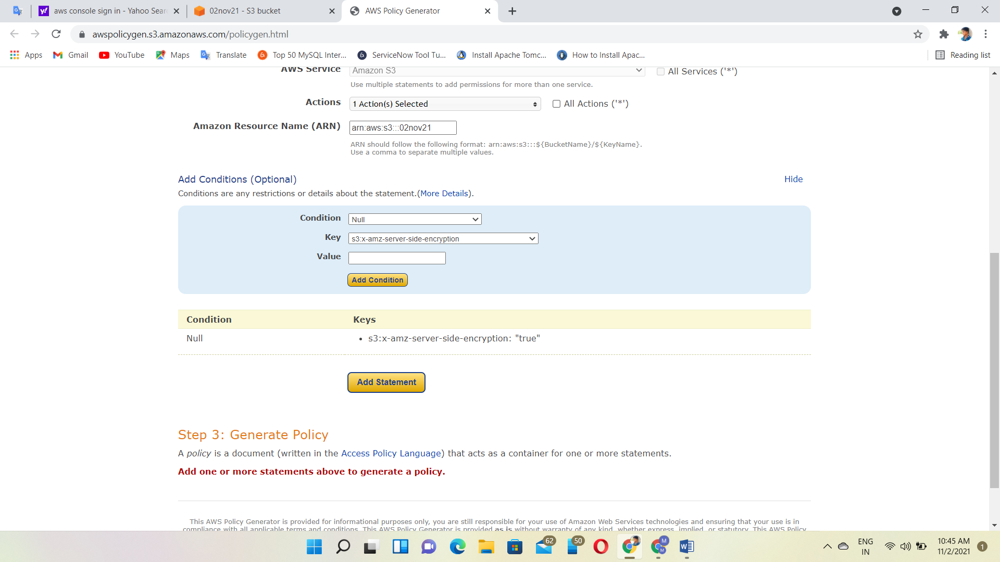 aws console sign in - Yahoo Sear
02nov21 - S3 bucket
AWS Policy Generator
awspolicygen.s3.amazonaws.com/policygen.html
Apps
Gmail
YouTube
Maps
Translate
Top 50 MySQL Inter...
ServiceNow Tool Tu...
Install Apache Tomc...
How to Install Apac...
Reading list
AWS Service
Amazon S3
All Services ('*')
Use multiple statements to add permissions for more than one service.
Actions
1 Action(s) Selected
All Actions ('*')
Amazon Resource Name (ARN)
arn:aws:s3:::02nov21
ARN should follow the following format: arn:aws:s3:::${BucketName}/${KeyName}.
Use a comma to separate multiple values.
Add Conditions (Optional)
Hide
Conditions are any restrictions or details about the statement.(More Details).
Condition
Null
Key
s3:x-amz-server-side-encryption
Value
Add Condition
Condition
Keys
Null
• s3:x-amz-server-side-encryption: "true"
Add Statement
Step 3: Generate Policy
A policy is a document (written in the Access Policy Language) that acts as a container for one or more statements.
Add one or more statements above to generate a policy.
This AWS Policy Generator is provided for informational purposes only, you are still responsible for your use of Amazon Web Services technologies and ensuring that your use is in
compliance with all applicable terms and conditions. This AWS Policy Generator is provided as is without warranty of any kind, whether express, implied, or statutory. This AWS Policy
62
50
M
M
ENG
IN
10:45 AM
11/2/2021
1